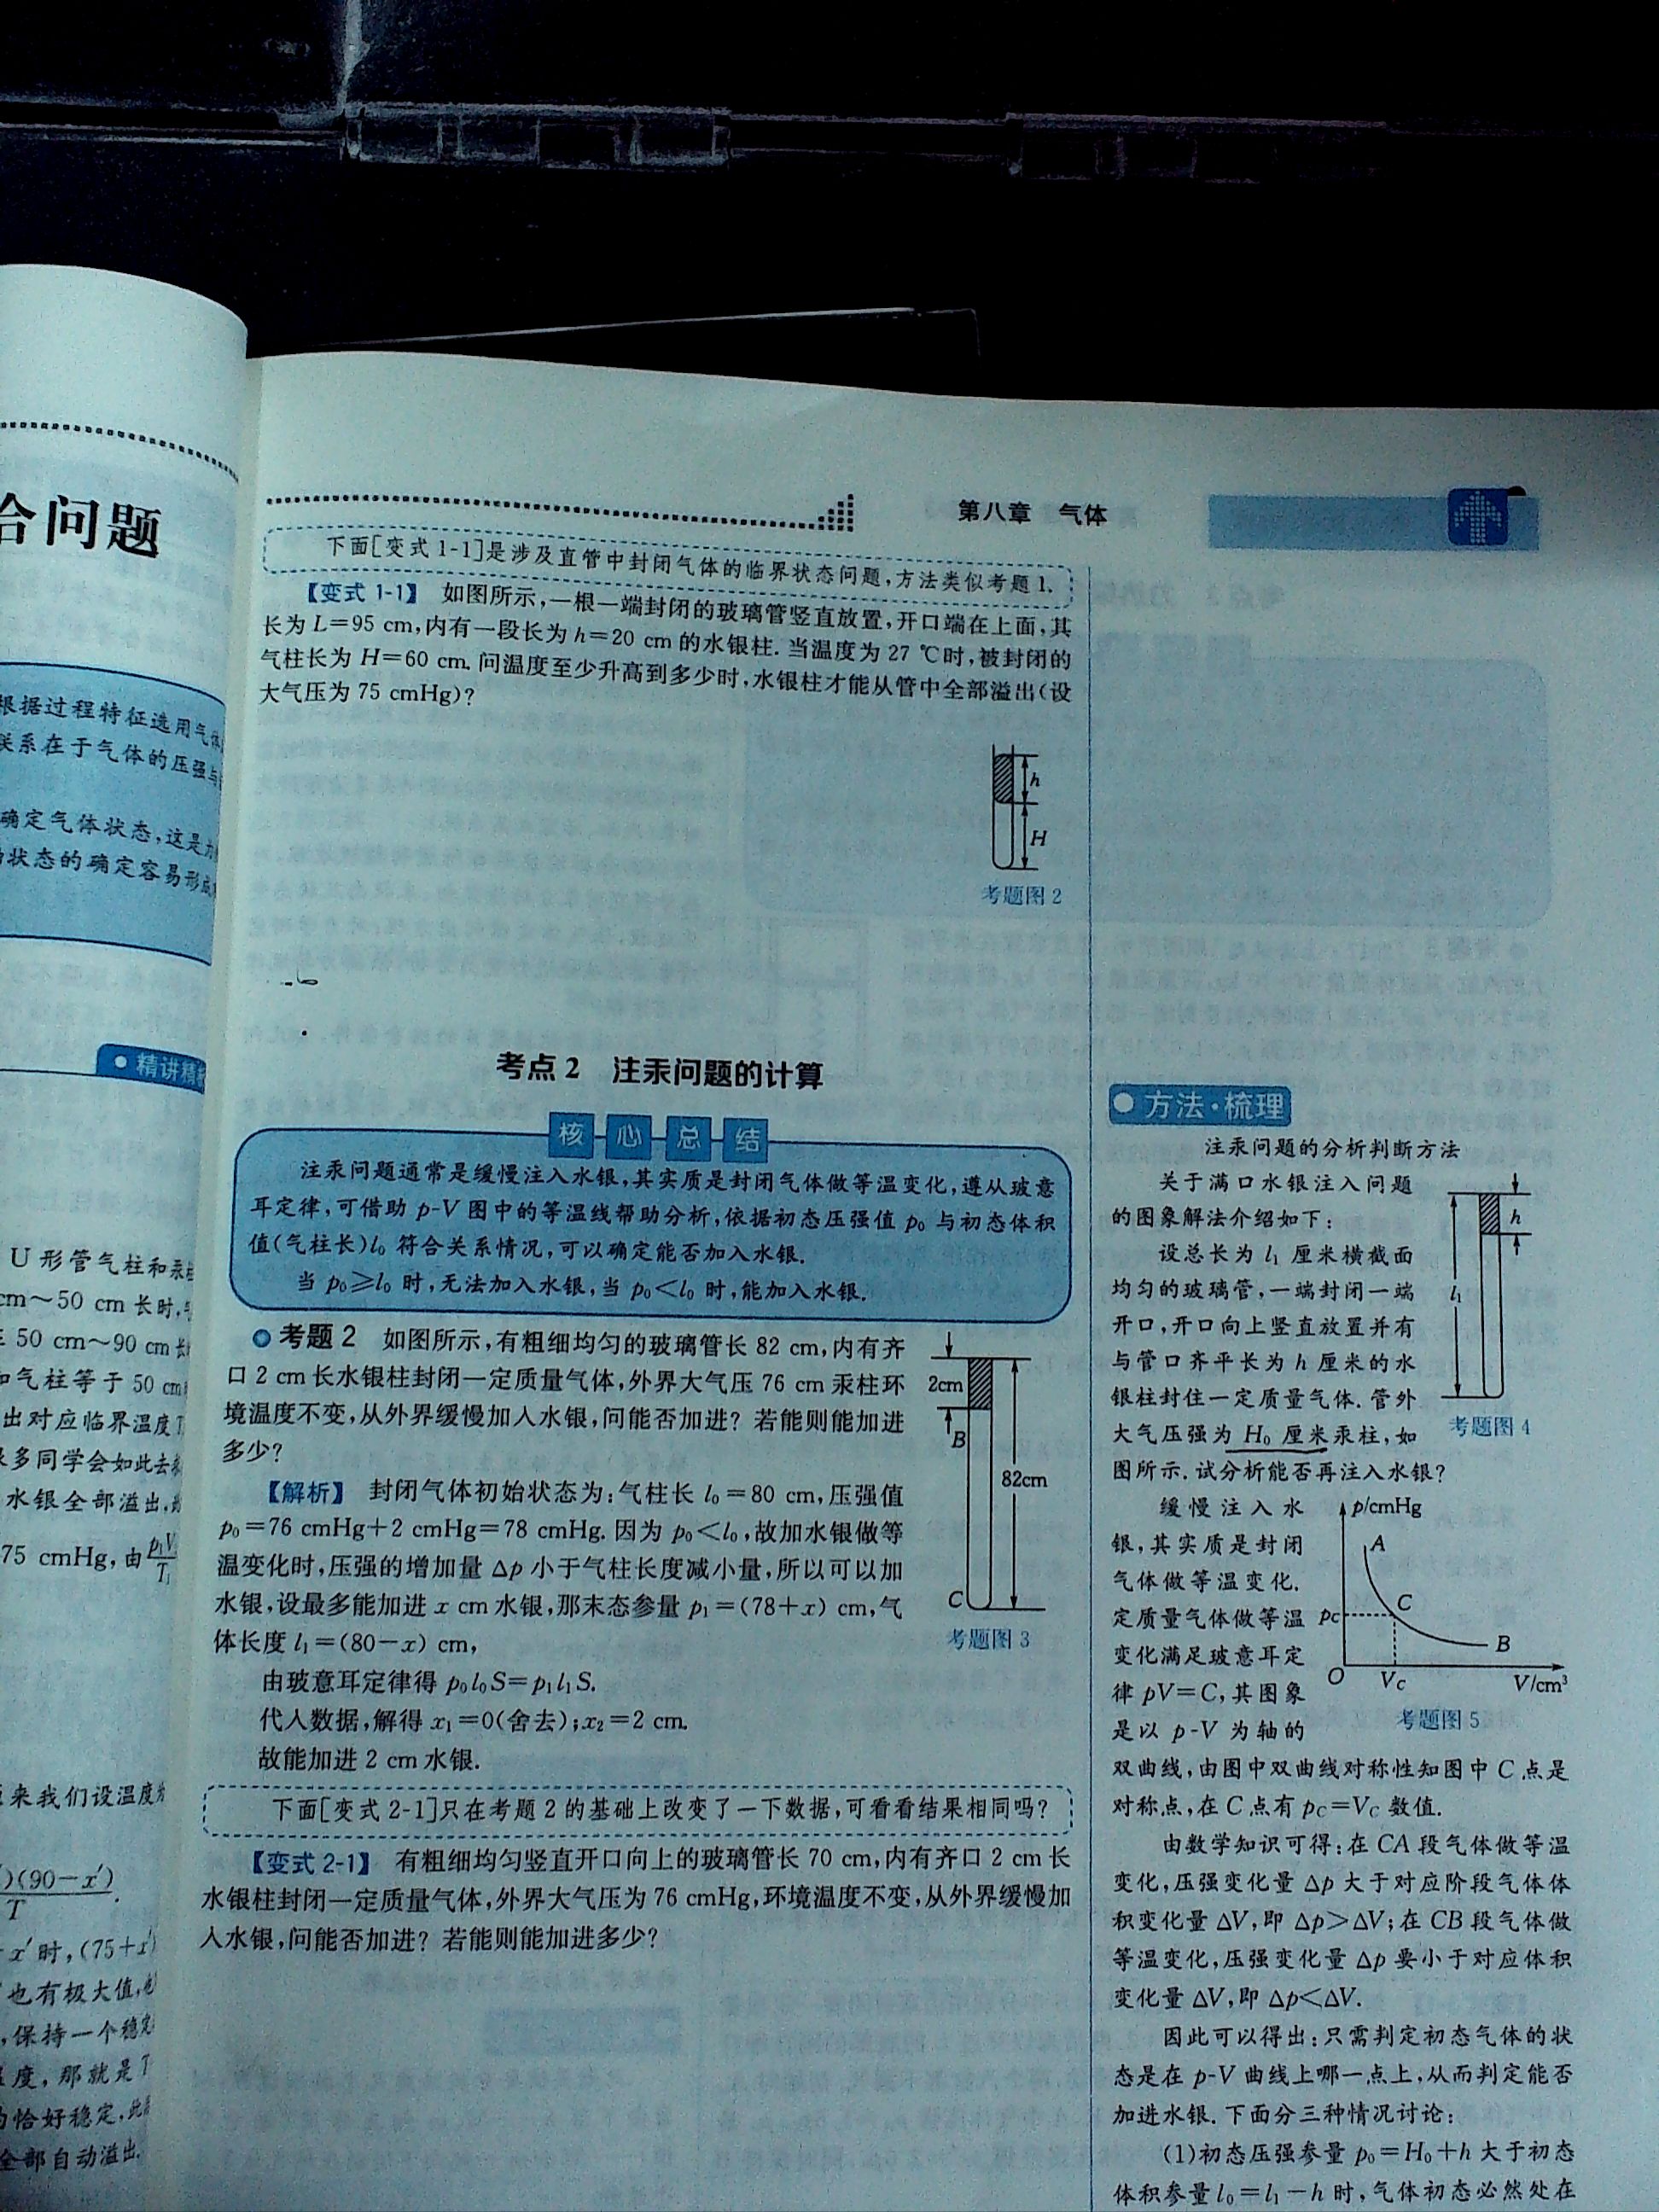 合问题
根据过程特征选用气体
联系在于气体的压强与
确定气体状态,这是
状态的确定容易形成
精讲精析
U 形管气柱和汞柱
cm～50 cm 长时,
50 cm～90 cm 长
气柱等于 50 cm
出对应临界温度
很多同学会如此去
水银全部溢出,
75 cmHg,由 p₁V₁/T₁
来我们设温度为
)(90-x′)/T.
x′时,(75+x′)
也有极大值,
,保持一个稳定
温度, 那就是 T
恰好稳定,此
全部自动溢出.
第八章 气体
下面[变式 1-1]是涉及直管中封闭气体的临界状态问题,方法类似考题 1.
【变式 1-1】 如图所示,一根一端封闭的玻璃管竖直放置,开口端在上面,其
长为 L=95 cm,内有一段长为 h=20 cm 的水银柱. 当温度为 27 ℃时,被封闭的
气柱长为 H=60 cm. 问温度至少升高到多少时,水银柱才能从管中全部溢出(设
大气压为 75 cmHg)?
h
H
考题图 2
考点 2 注汞问题的计算
核心总结
注汞问题通常是缓慢注入水银,其实质是封闭气体做等温变化,遵从玻意
耳定律,可借助 p-V 图中的等温线帮助分析,依据初态压强值 p₀ 与初态体积
值(气柱长)l₀ 符合关系情况,可以确定能否加入水银.
当 p₀≥l₀ 时,无法加入水银,当 p₀<l₀ 时,能加入水银.
考题 2 如图所示,有粗细均匀的玻璃管长 82 cm,内有齐
口 2 cm 长水银柱封闭一定质量气体,外界大气压 76 cm 汞柱环
境温度不变,从外界缓慢加入水银,问能否加进? 若能则能加进
多少?
【解析】 封闭气体初始状态为:气柱长 l₀=80 cm,压强值
p₀=76 cmHg+2 cmHg=78 cmHg. 因为 p₀<l₀,故加水银做等
温变化时,压强的增加量 Δp 小于气柱长度减小量,所以可以加
水银,设最多能加进 x cm 水银,那末态参量 p₁=(78+x) cm,气
体长度 l₁=(80-x) cm,
由玻意耳定律得 p₀l₀S=p₁l₁S.
代入数据,解得 x₁=0(舍去);x₂=2 cm.
故能加进 2 cm 水银.
2cm
B
82cm
C
考题图 3
下面[变式 2-1]只在考题 2 的基础上改变了一下数据,可看看结果相同吗?
【变式 2-1】 有粗细均匀竖直开口向上的玻璃管长 70 cm,内有齐口 2 cm 长
水银柱封闭一定质量气体,外界大气压为 76 cmHg,环境温度不变,从外界缓慢加
入水银,问能否加进? 若能则能加进多少?
方法·梳理
注汞问题的分析判断方法
关于满口水银注入问题
的图象解法介绍如下:
设总长为 l₁ 厘米横截面
均匀的玻璃管,一端封闭一端
开口,开口向上竖直放置并有
与管口齐平长为 h 厘米的水
银柱封住一定质量气体. 管外
大气压强为 H₀ 厘米汞柱,如
图所示. 试分析能否再注入水银?
h
l₁
考题图 4
缓慢注入水
银,其实质是封闭
气体做等温变化.
定质量气体做等温
变化满足玻意耳定
律 pV=C,其图象
是以 p-V 为轴的
双曲线,由图中双曲线对称性知图中 C 点是
对称点,在 C 点有 pC=VC 数值.
p/cmHg
A
pC
C
B
O
VC
V/cm³
考题图 5
由数学知识可得:在 CA 段气体做等温
变化,压强变化量 Δp 大于对应阶段气体体
积变化量 ΔV,即 Δp>ΔV;在 CB 段气体做
等温变化,压强变化量 Δp 要小于对应体积
变化量 ΔV,即 Δp<ΔV.
因此可以得出:只需判定初态气体的状
态是在 p-V 曲线上哪一点上,从而判定能否
加进水银. 下面分三种情况讨论:
(1)初态压强参量 p₀=H₀+h 大于初态
体积参量 l₀=l₁-h 时,气体初态必然处在